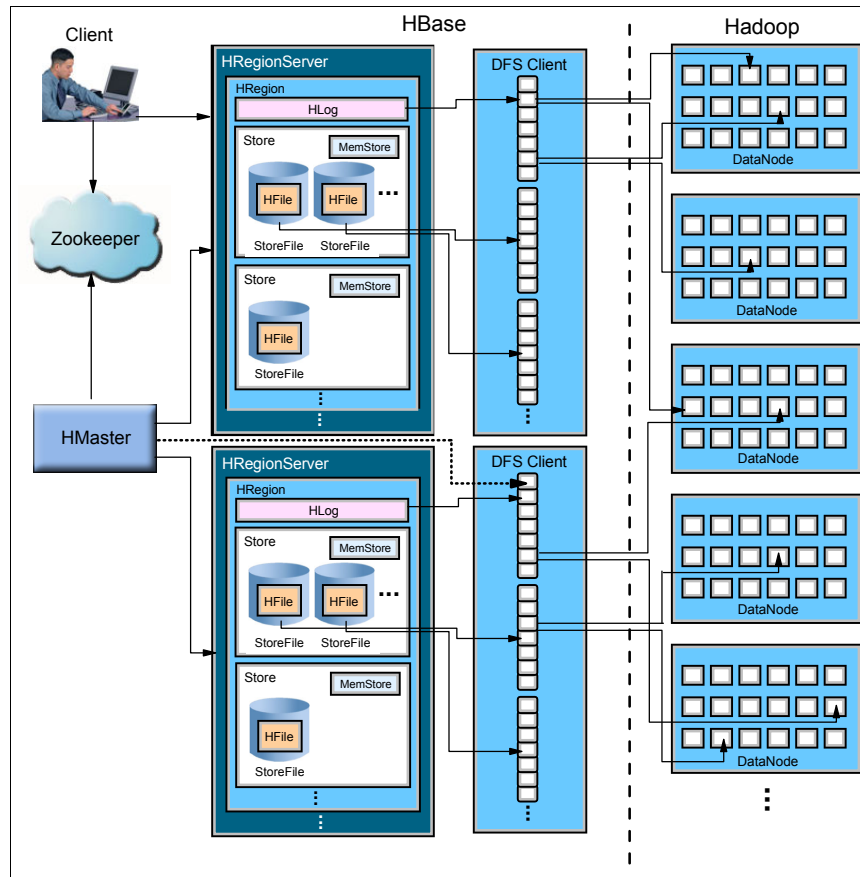 HBase
Hadoop
Client
Zookeeper
HMaster
HRegionServer
HRegion
HLog
Store
MemStore
HFile
HFile
...
StoreFile
StoreFile
Store
MemStore
HFile
StoreFile
DFS Client
HRegionServer
HRegion
HLog
Store
MemStore
HFile
HFile
...
StoreFile
StoreFile
Store
MemStore
HFile
StoreFile
DFS Client
DataNode
DataNode
DataNode
DataNode
DataNode